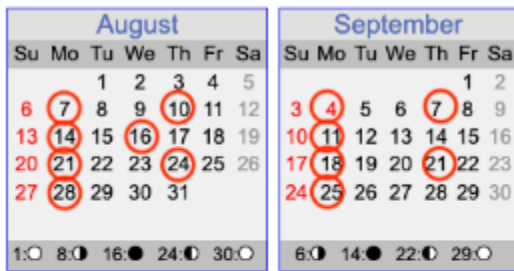 August
Su Mo Tu We Th Fr Sa
1 2 3 4 5
6 7 8 9 10 11 12
13 14 15 16 17 18 19
20 21 22 23 24 25 26
27 28 29 30 31
1:○ 8:◑ 16:● 24:◐ 30:○
September
Su Mo Tu We Th Fr Sa
1 2
3 4 5 6 7 8 9
10 11 12 13 14 15 16
17 18 19 20 21 22 23
24 25 26 27 28 29 30
6:◑ 14:● 22:◐ 29:○